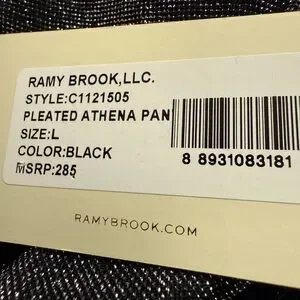 RAMY BROOK,LLC.
STYLE:C1121505
PLEATED ATHENA PAN
SIZE:L
COLOR:BLACK
MSRP:285
8 8931083181
RAMYBROOK.COM